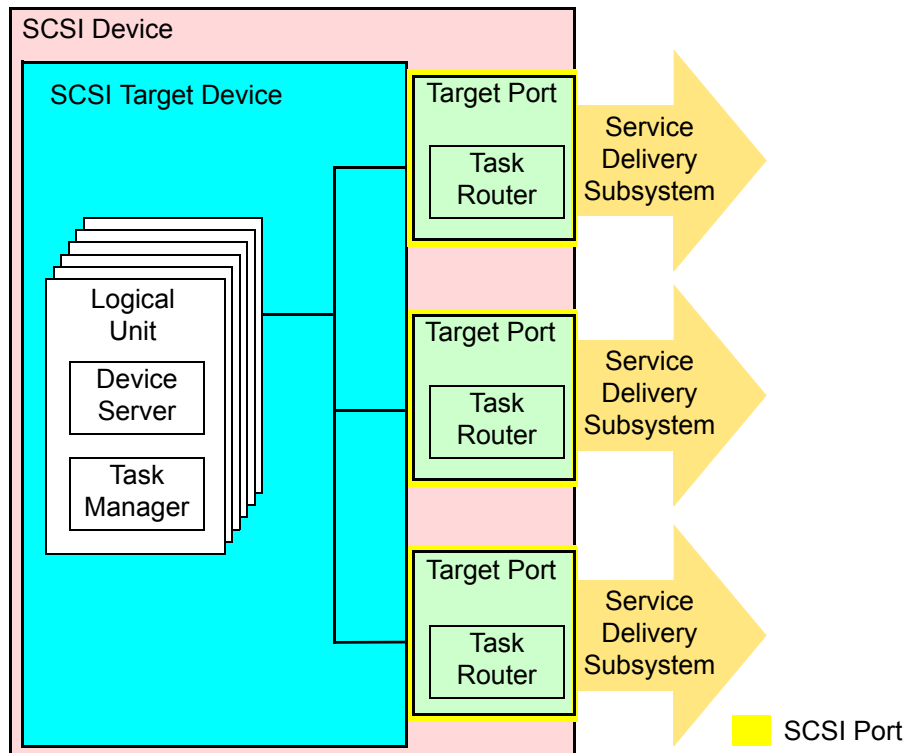 SCSI Device
SCSI Target Device
Logical
Unit
Device
Server
Task
Manager
Target Port
Task
Router
Service
Delivery
Subsystem
Target Port
Task
Router
Service
Delivery
Subsystem
Target Port
Task
Router
Service
Delivery
Subsystem
SCSI Port